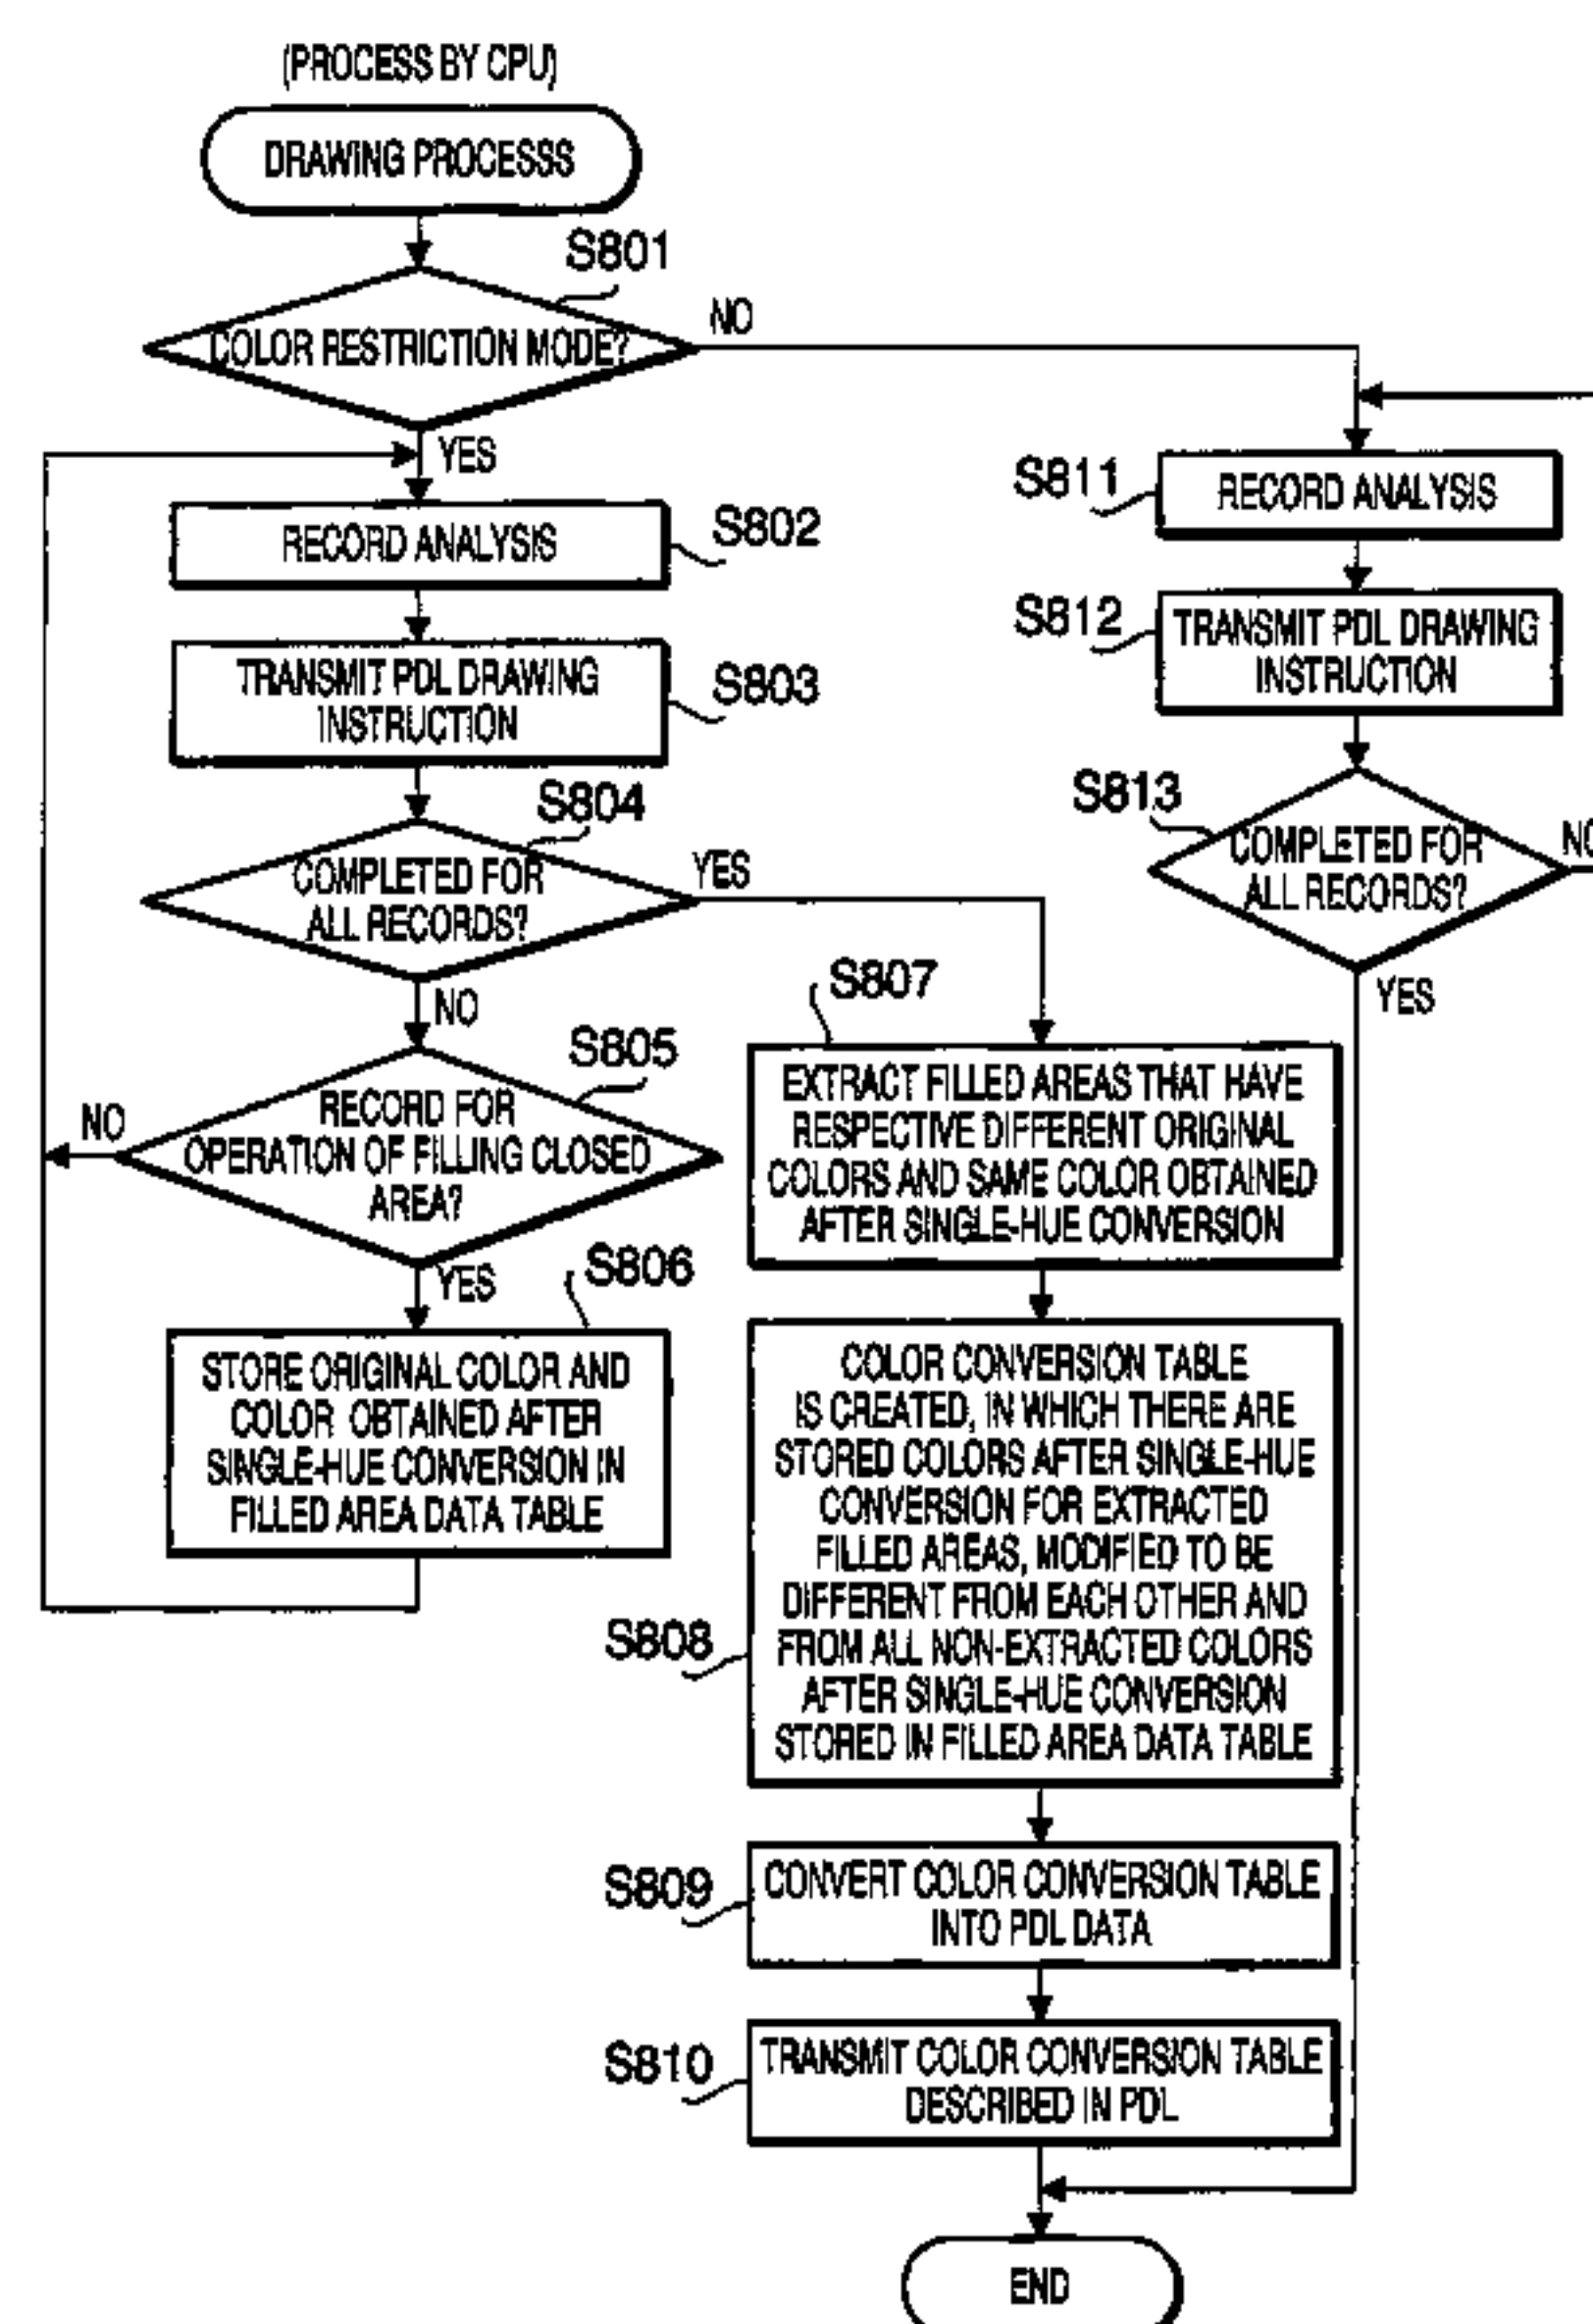 (PROCESS BY CPU)
DRAWING PROCESSS
S801
COLOR RESTRICTION MODE?
NO
YES
RECORD ANALYSIS
S802
TRANSMIT PDL DRAWING
INSTRUCTION
S803
S804
COMPLETED FOR
ALL RECORDS?
YES
NO
S805
RECORD FOR
OPERATION OF FILLING CLOSED
AREA?
NO
YES
S806
STORE ORIGINAL COLOR AND
COLOR OBTAINED AFTER
SINGLE-HUE CONVERSION IN
FILLED AREA DATA TABLE
S807
EXTRACT FILLED AREAS THAT HAVE
RESPECTIVE DIFFERENT ORIGINAL
COLORS AND SAME COLOR OBTAINED
AFTER SINGLE-HUE CONVERSION
S808
COLOR CONVERSION TABLE
IS CREATED, IN WHICH THERE ARE
STORED COLORS AFTER SINGLE-HUE
CONVERSION FOR EXTRACTED
FILLED AREAS, MODIFIED TO BE
DIFFERENT FROM EACH OTHER AND
FROM ALL NON-EXTRACTED COLORS
AFTER SINGLE-HUE CONVERSION
STORED IN FILLED AREA DATA TABLE
S809
CONVERT COLOR CONVERSION TABLE
INTO PDL DATA
S810
TRANSMIT COLOR CONVERSION TABLE
DESCRIBED IN PDL
S811
RECORD ANALYSIS
S812
TRANSMIT PDL DRAWING
INSTRUCTION
S813
COMPLETED FOR
ALL RECORDS?
NO
YES
END